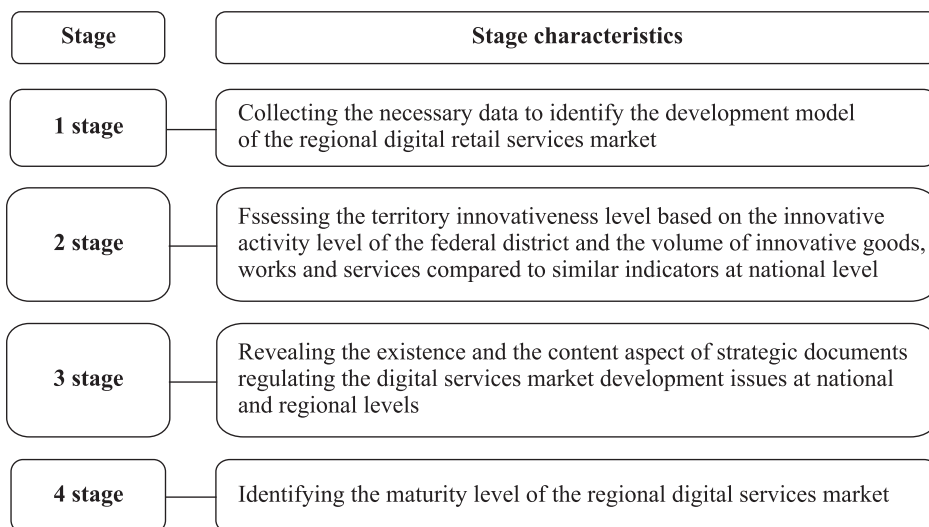 Stage
Stage characteristics
1 stage
Collecting the necessary data to identify the development model
of the regional digital retail services market
2 stage
Fssessing the territory innovativeness level based on the innovative
activity level of the federal district and the volume of innovative goods,
works and services compared to similar indicators at national level
3 stage
Revealing the existence and the content aspect of strategic documents
regulating the digital services market development issues at national
and regional levels
4 stage
Identifying the maturity level of the regional digital services market